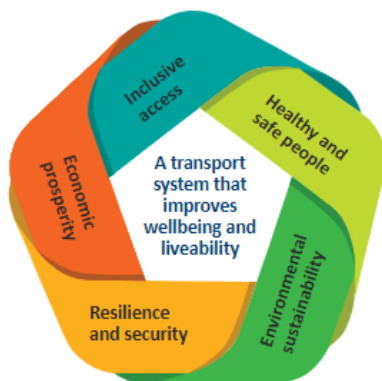 Inclusive
access
Healthy and
safe people
Environmental
sustainability
Resilience
and security
Economic
prosperity
A transport
system that
improves
wellbeing and
liveability